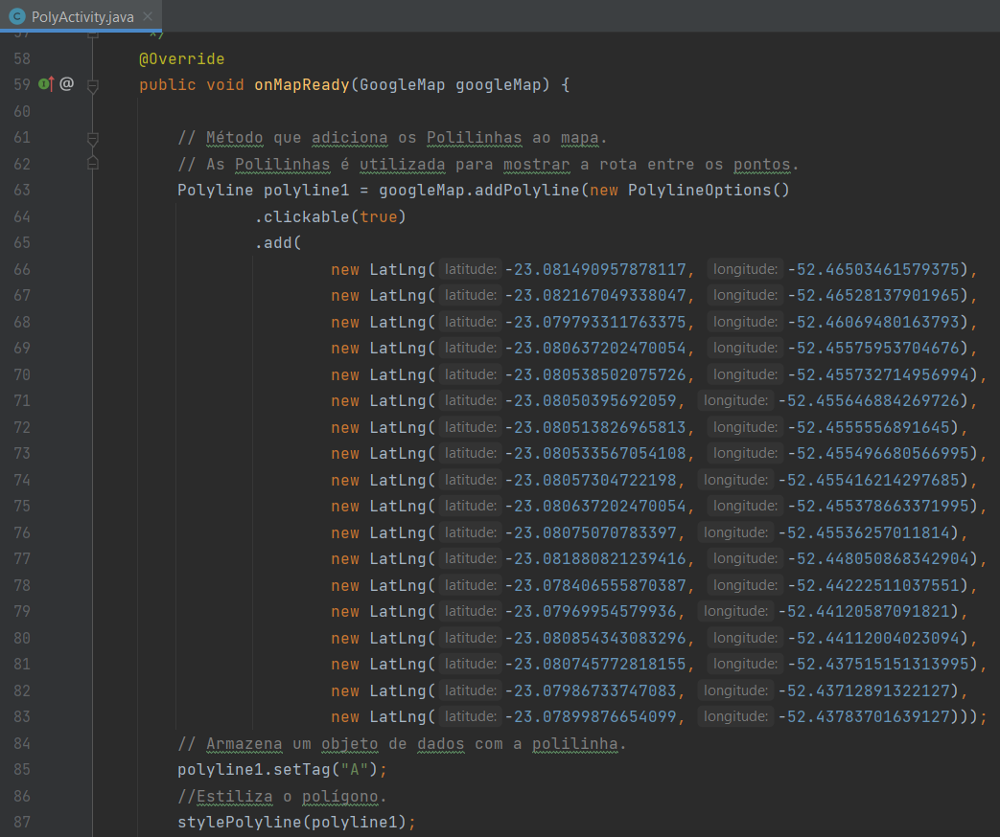 PolyActivity.java
57 */
58 @Override
59 @ public void onMapReady(GoogleMap googleMap) {
60
61 // Método que adiciona os Polilinhas ao mapa.
62 // As Polilinhas é utilizada para mostrar a rota entre os pontos.
63 Polyline polyline1 = googleMap.addPolyline(new PolylineOptions()
64 .clickable(true)
65 .add(
66 new LatLng( latitude: -23.081490957878117, longitude: -52.46503461579375),
67 new LatLng( latitude: -23.082167049338047, longitude: -52.46528137901965),
68 new LatLng( latitude: -23.079793311763375, longitude: -52.46069480163793),
69 new LatLng( latitude: -23.080637202470054, longitude: -52.45575953704676),
70 new LatLng( latitude: -23.080538502075726, longitude: -52.455732714956994),
71 new LatLng( latitude: -23.08050395692059, longitude: -52.455646884269726),
72 new LatLng( latitude: -23.080513826965813, longitude: -52.4555556891645),
73 new LatLng( latitude: -23.080533567054108, longitude: -52.455496680566995),
74 new LatLng( latitude: -23.08057304722198, longitude: -52.455416214297685),
75 new LatLng( latitude: -23.080637202470054, longitude: -52.455378663371995),
76 new LatLng( latitude: -23.08075070783397, longitude: -52.45536257011814),
77 new LatLng( latitude: -23.081880821239416, longitude: -52.448050868342904),
78 new LatLng( latitude: -23.078406555870387, longitude: -52.44222511037551),
79 new LatLng( latitude: -23.07969954579936, longitude: -52.44120587091821),
80 new LatLng( latitude: -23.080854343083296, longitude: -52.44112004023094),
81 new LatLng( latitude: -23.080745772818155, longitude: -52.437515151313995),
82 new LatLng( latitude: -23.07986733747083, longitude: -52.43712891322127),
83 new LatLng( latitude: -23.07899876654099, longitude: -52.43783701639127)));
84 // Armazena um objeto de dados com a polilinha.
85 polyline1.setTag("A");
86 //Estiliza o polígono.
87 stylePolyline(polyline1);